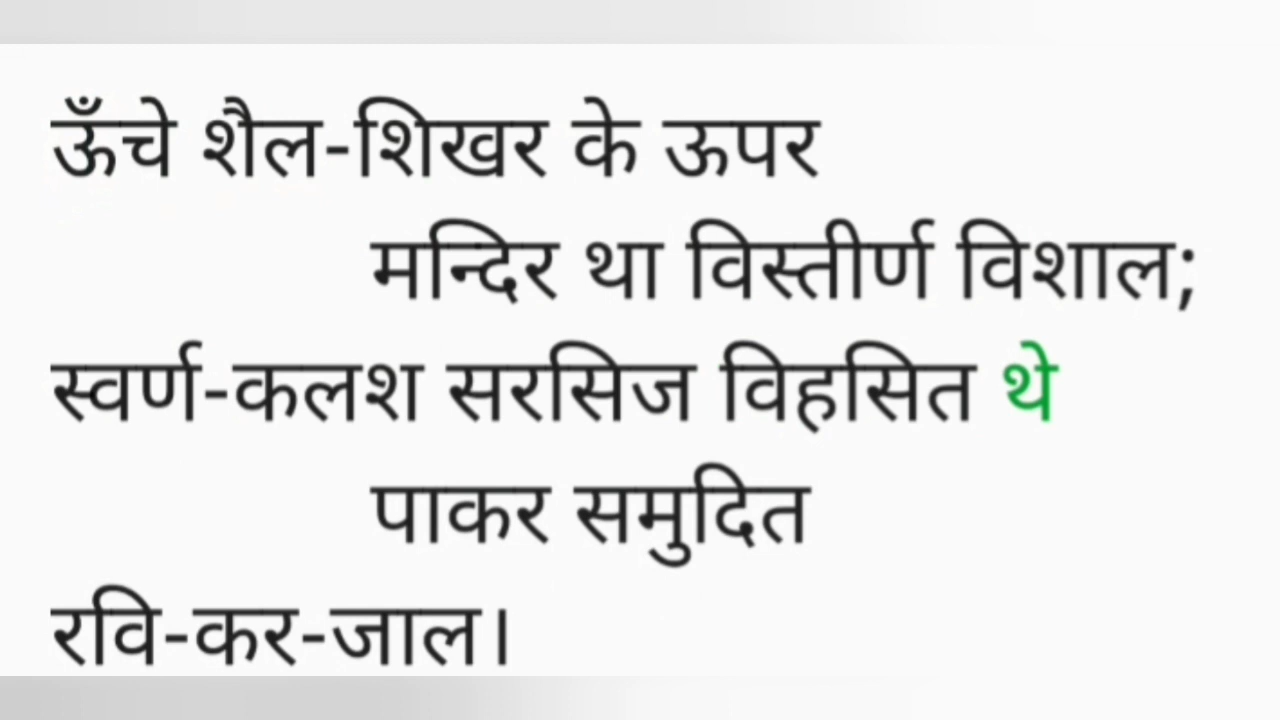 ऊँचे शैल-शिखर के ऊपर
मन्दिर था विस्तीर्ण विशाल;
स्वर्ण-कलश सरसिज विहसित थे
पाकर समुदित
रवि-कर-जाल।